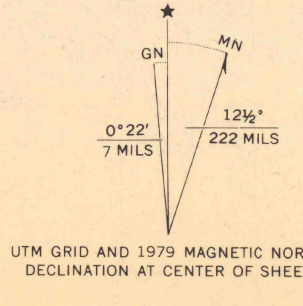 GN
MN
0°22'
7 MILS
12½°
222 MILS
UTM GRID AND 1979 MAGNETIC NOR
DECLINATION AT CENTER OF SHEE